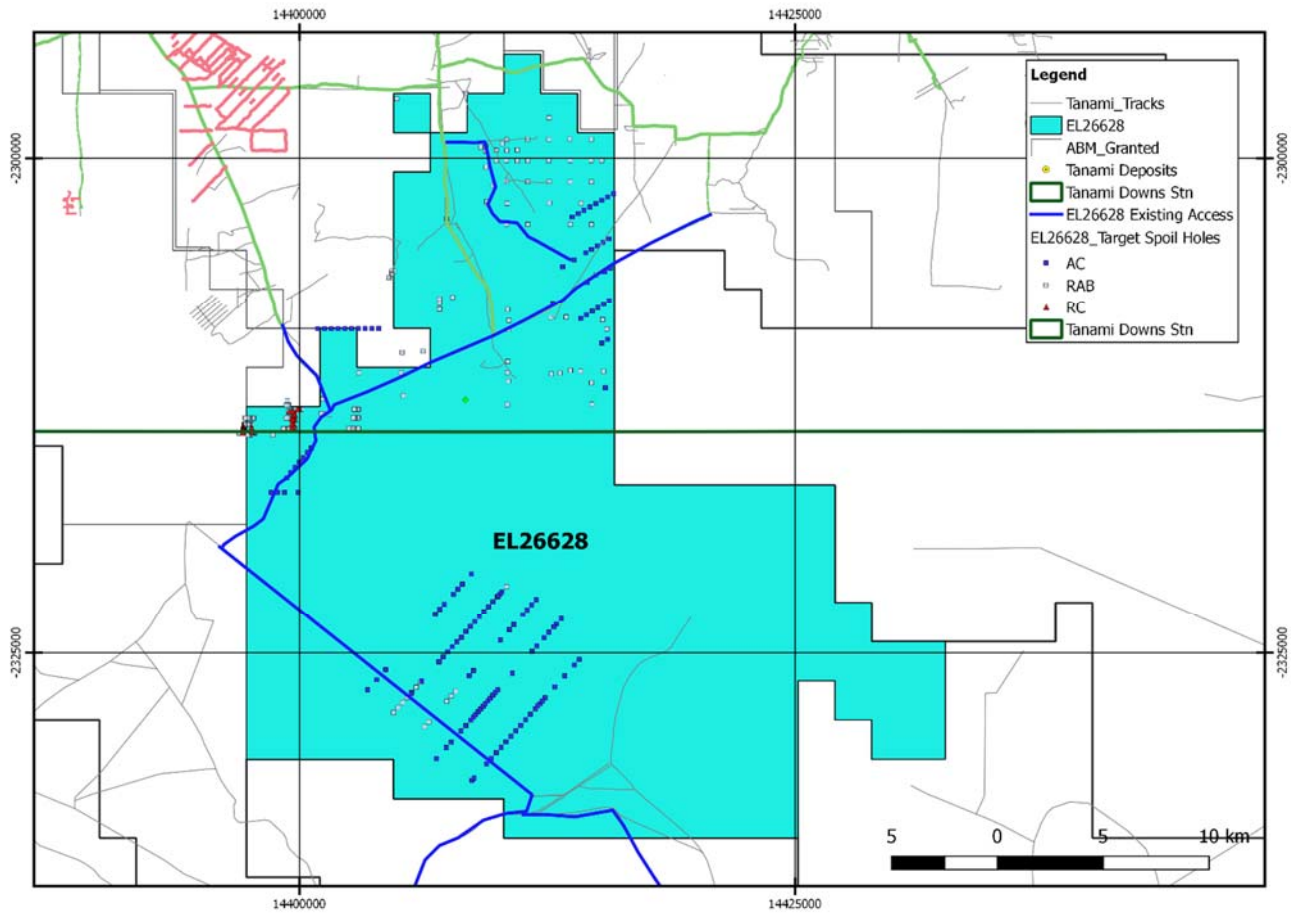 14400000 14425000
Legend
Tanami_Tracks
EL26628
ABM_Granted
Tanami Deposits
Tanami Downs Stn
EL26628 Existing Access
EL26628_Target Spoil Holes
AC
RAB
RC
Tanami Downs Stn
-2300000 -2300000
EL26628
-2325000 -2325000
5 0 5 10 km
14400000 14425000